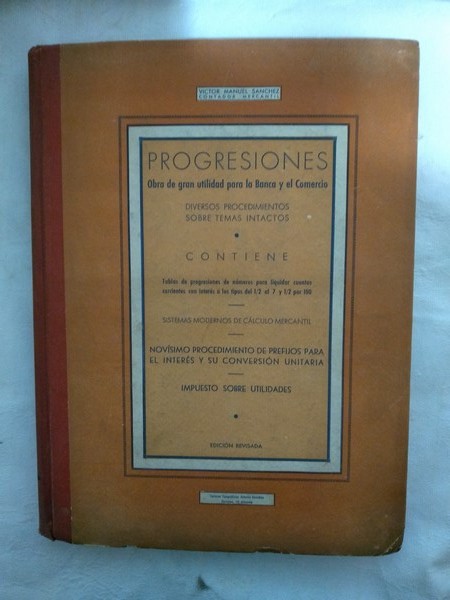 VICTOR MANUEL SANCHEZ
CONTADOR MERCANTIL
PROGRESIONES
Obra de gran utilidad para la Banca y el Comercio
DIVERSOS PROCEDIMIENTOS
SOBRE TEMAS INTACTOS
CONTIENE
Tablas de progresiones de números para liquidar cuentas
corrientes con interés a los tipos del 1/2 al 7 y 1/2 por 100
SISTEMAS MODERNOS DE CÁLCULO MERCANTIL
NOVÍSIMO PROCEDIMIENTO DE PREFIJOS PARA
EL INTERÉS Y SU CONVERSIÓN UNITARIA
IMPUESTO SOBRE UTILIDADES
EDICIÓN REVISADA